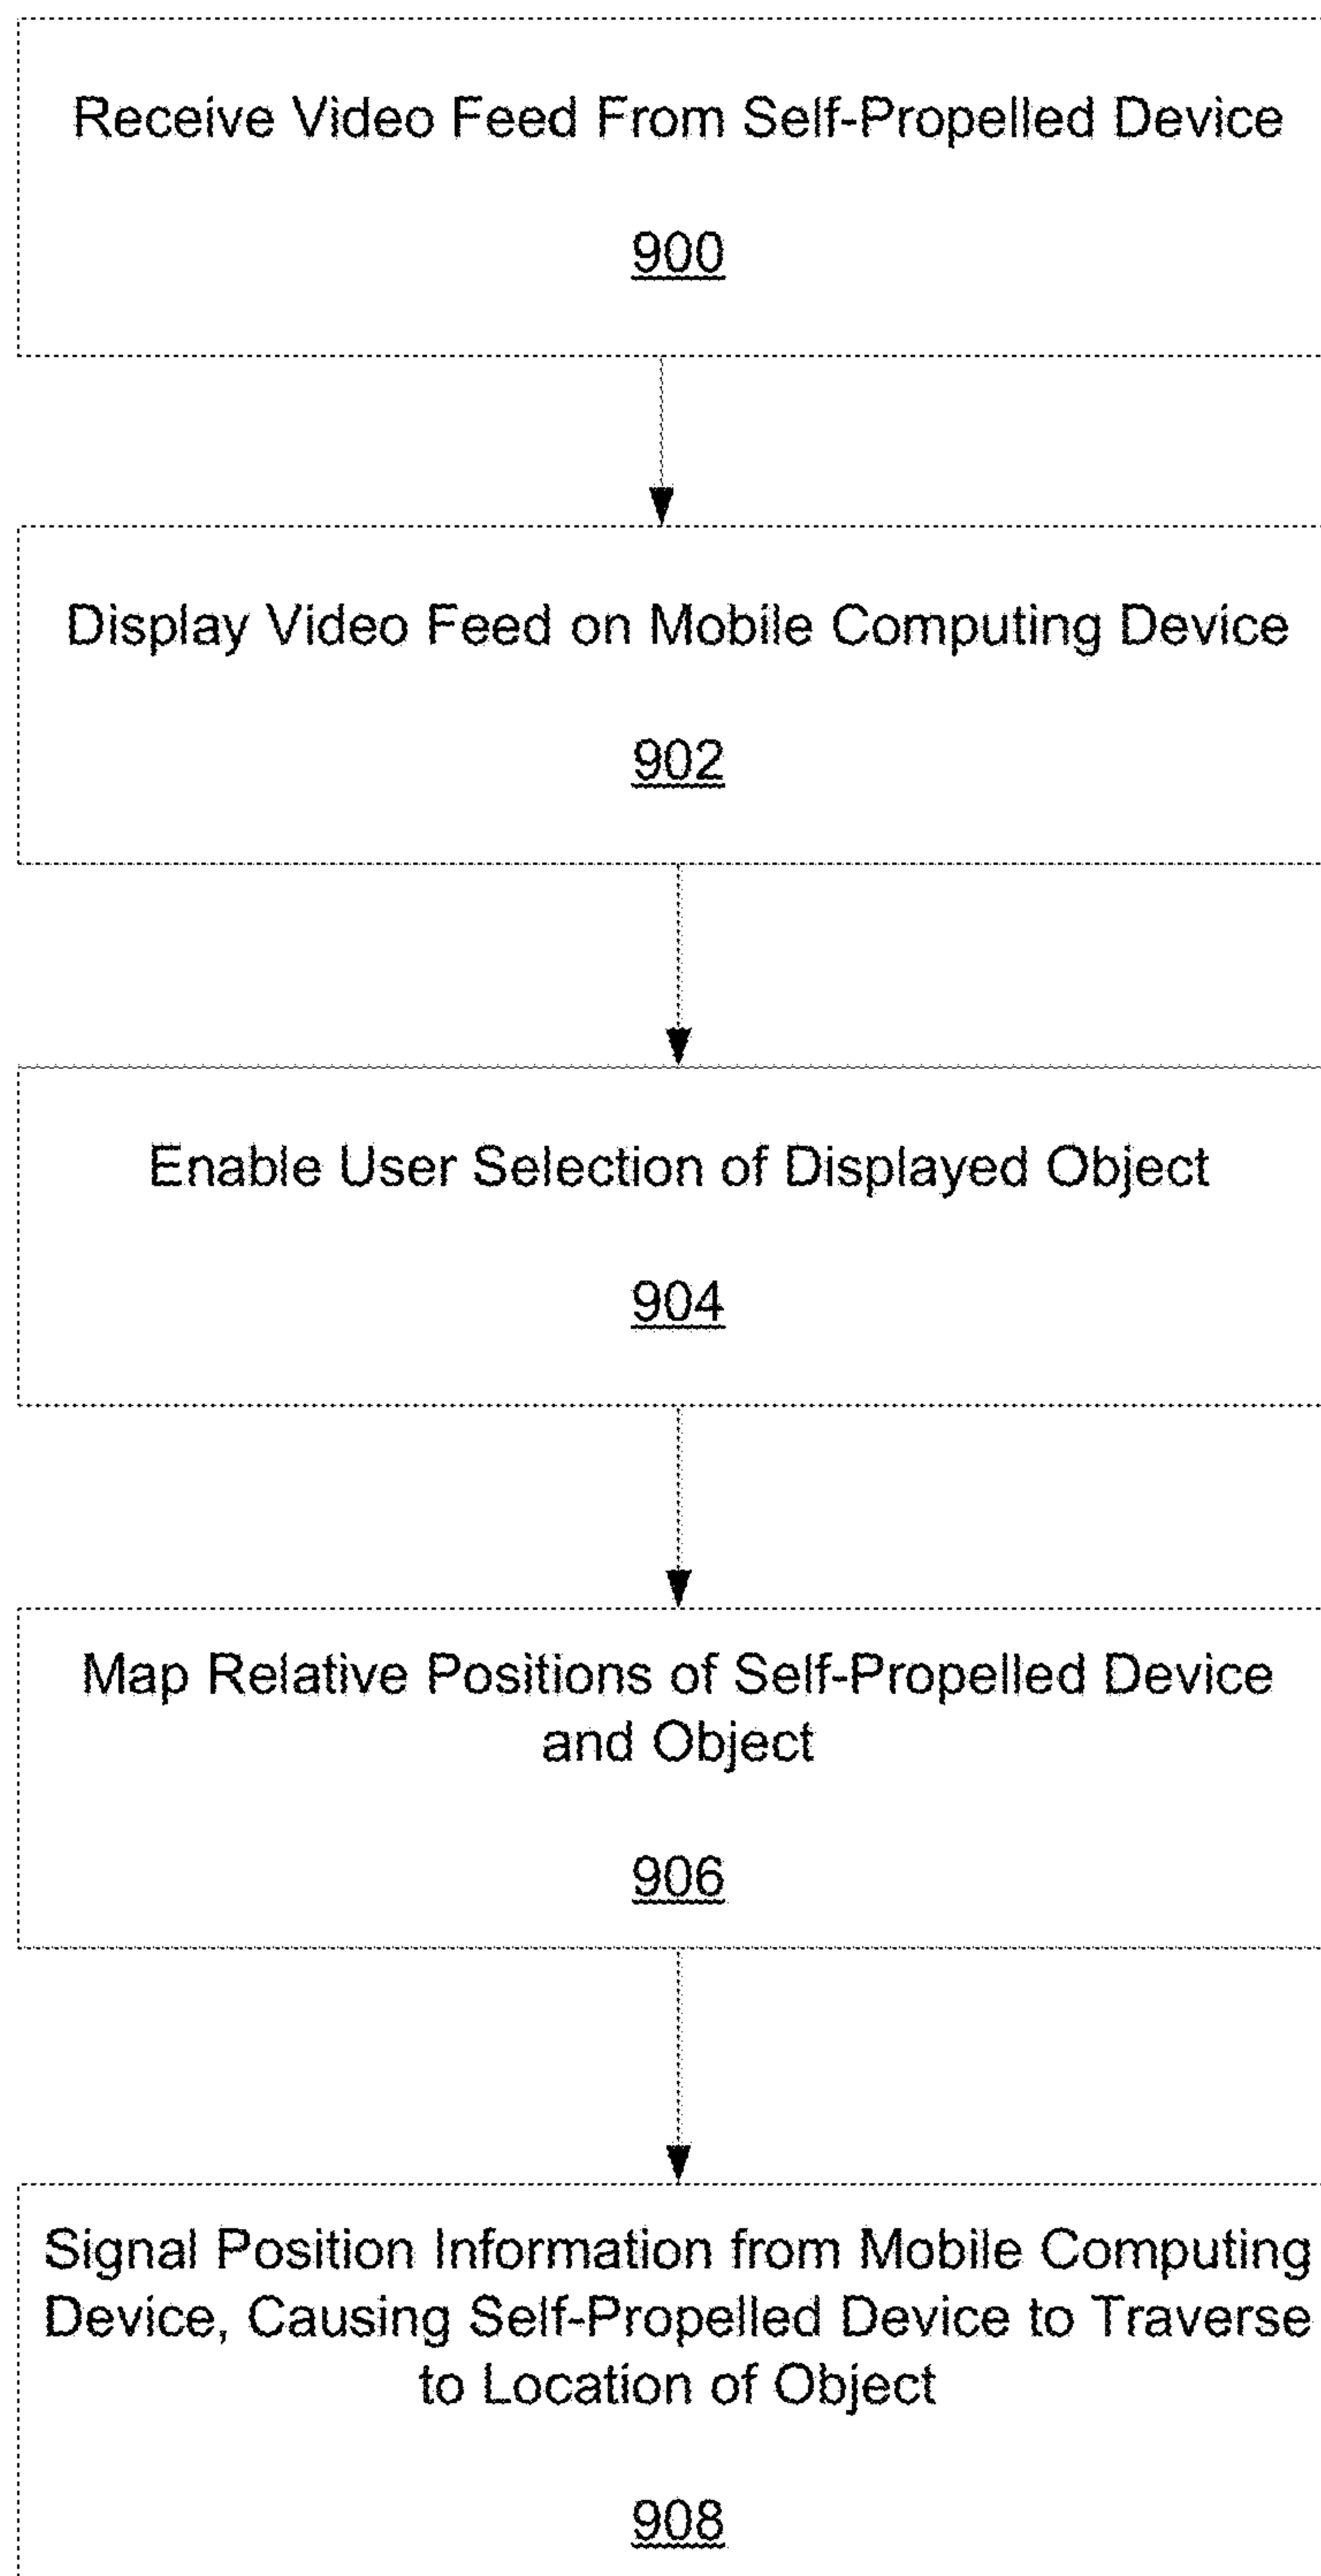 Receive Video Feed From Self-Propelled Device
900
Display Video Feed on Mobile Computing Device
902
Enable User Selection of Displayed Object
904
Map Relative Positions of Self-Propelled Device
and Object
906
Signal Position Information from Mobile Computing
Device, Causing Self-Propelled Device to Traverse
to Location of Object
908